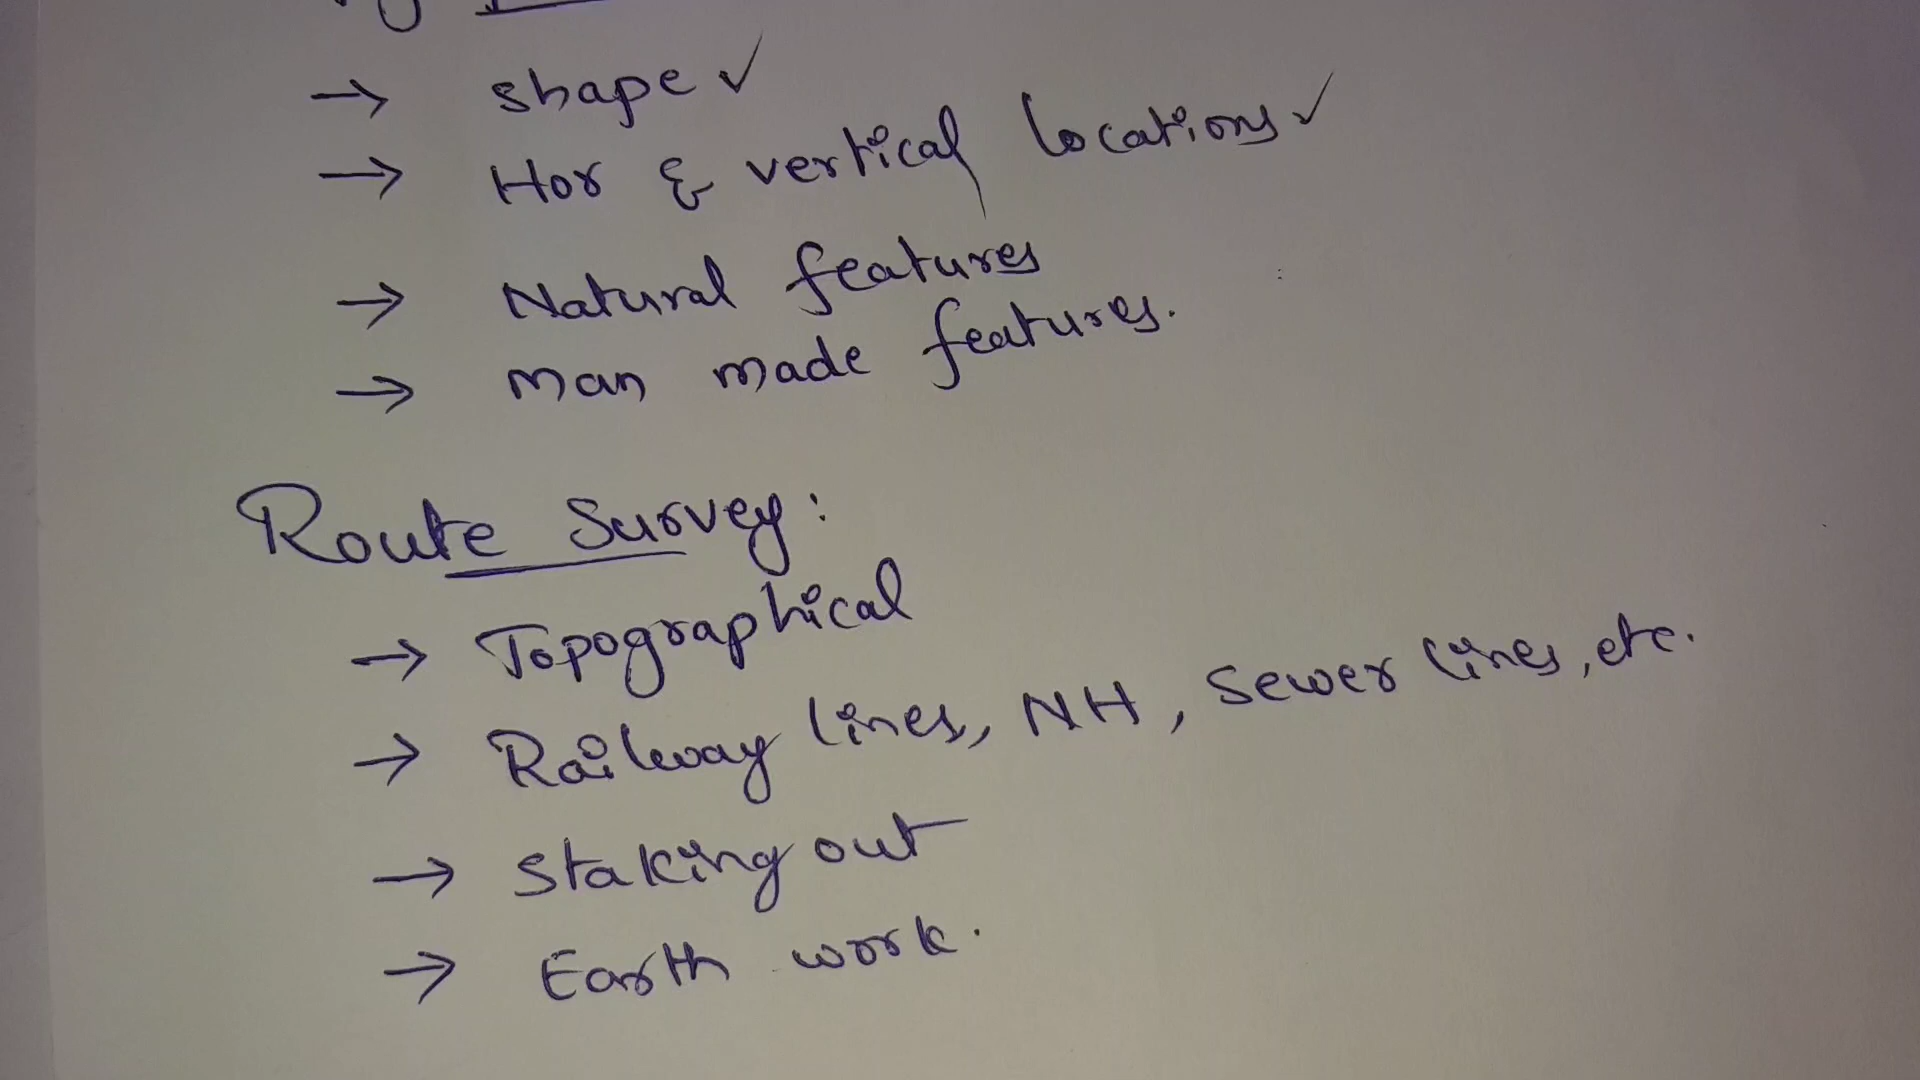 → shape ✓
→ Hor & vertical locations ✓
→ Natural features
→ Man made features.
Route Survey:
→ Topographical
→ Railway lines, NH, Sewer lines, etc.
→ Staking out
→ Earth work.